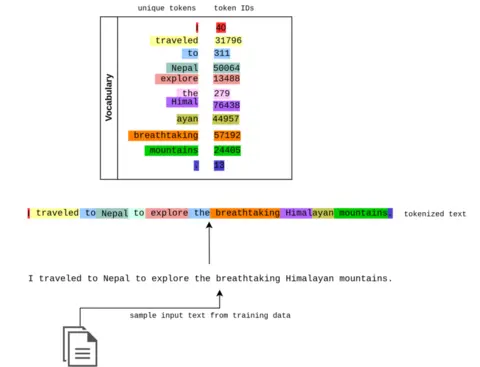 unique tokens token IDs
Vocabulary
I 40
traveled 31796
to 311
Nepal 50064
explore 13488
the 279
Himal 76438
ayan 44957
breathtaking 57192
mountains 24405
. 13
I traveled to Nepal to explore the breathtaking Himalayan mountains. tokenized text
I traveled to Nepal to explore the breathtaking Himalayan mountains.
sample input text from training data